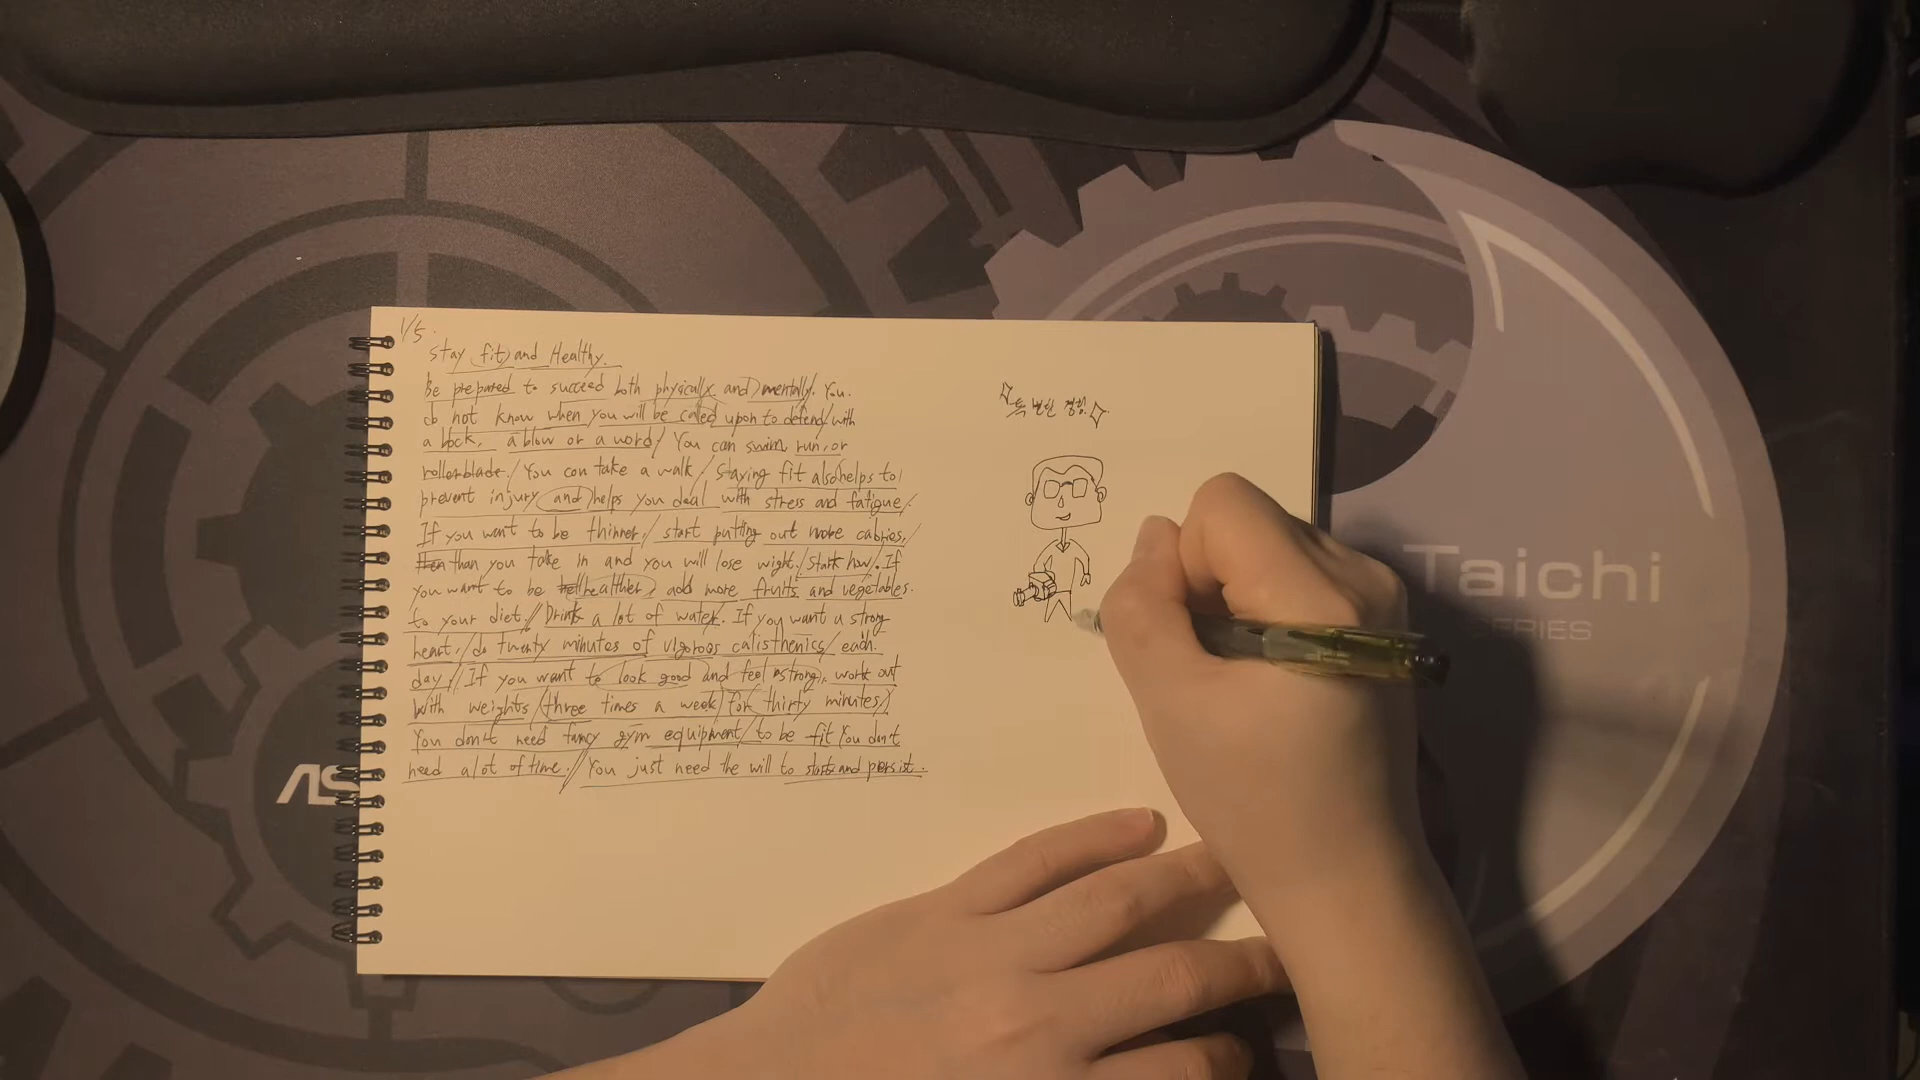 1/5.
Stay fit and Healthy.
Be prepared to succeed both physically and mentally. You.
do not know when you will be called upon to defend/with
a block, a blow or a word/ You can swim, run, or
rollerblade./You can take a walk/ Staying fit also helps to/
prevent injury and helps you deal with stress and fatigue/.
If you want to be thinner,/ start putting out more calories,/
than you take in and you will lose wight./Start now/. If
you want to be healthier, add more fruits and vegetables.
to your diet.// Drink a lot of water. If you want a strong
heart,/do twenty minutes of vigorous calisthenics/ each.
day,/ If you want to look good and feel strong, work out
with weights/three times a week/for thirty minutes/.
You don't need fancy gym equipment/to be fit/You don't
need a lot of time.//You just need the will to start and persist.
특별한 경험.
Taichi
SERIES
AS